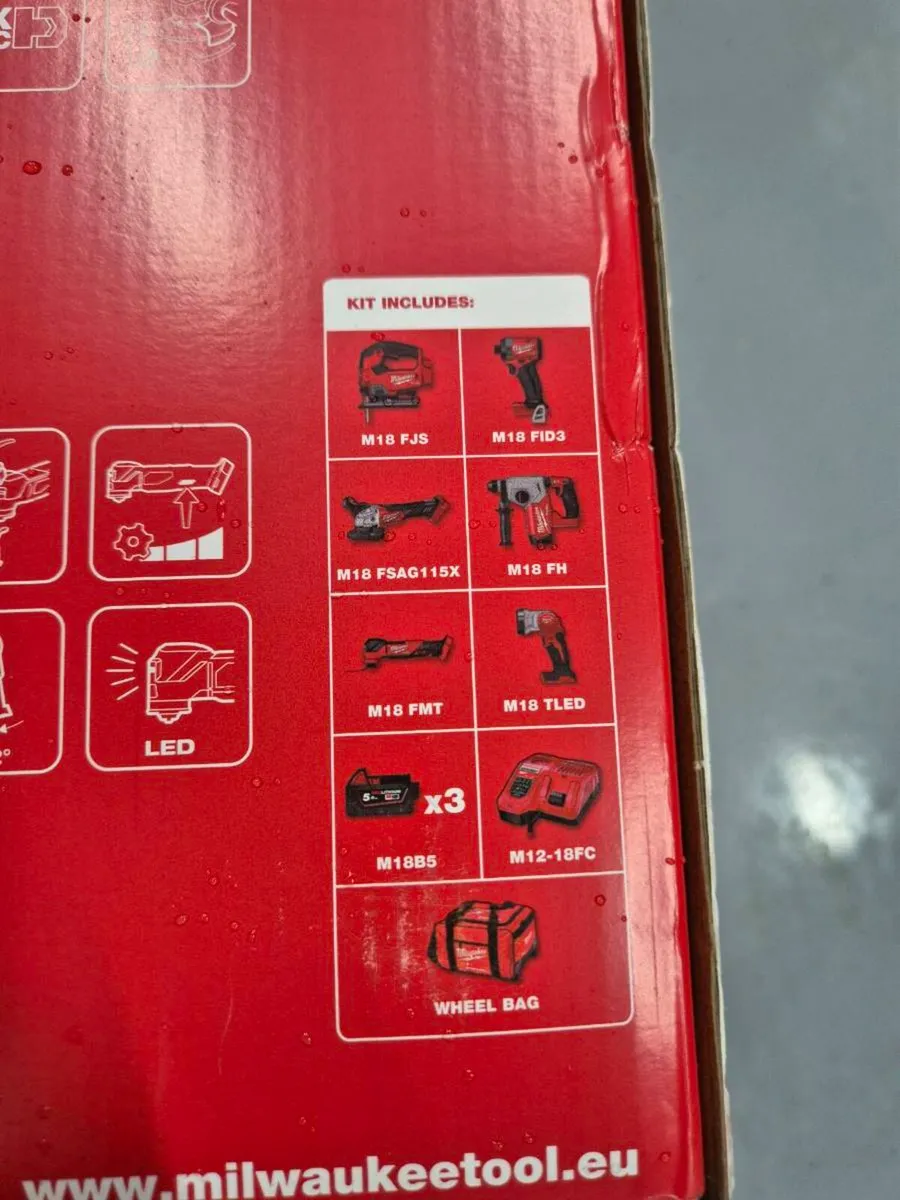 KIT INCLUDES:
M18 FJS
M18 FID3
M18 FSAG115X
M18 FH
M18 FMT
M18 TLED
LED
x3
M18B5
M12-18FC
WHEEL BAG
www.milwaukeetool.eu